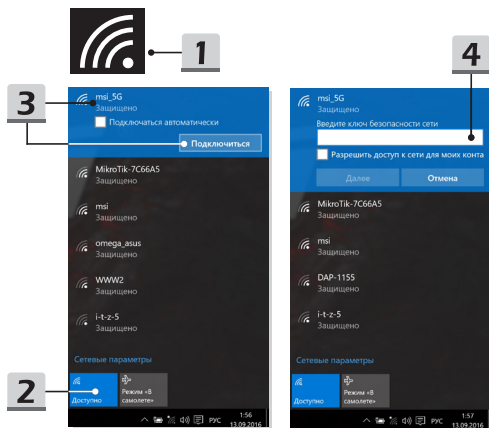 1
3
msi_5G
Защищено
Подключаться автоматически
Подключиться
MikroTik-7C66A5
Защищено
msi
Защищено
omega_asus
Защищено
WWW2
Защищено
i-t-z-5
Защищено
Сетевые параметры
2
Доступно
Режим «В самолете»
РУС
1:56
13.09.2016
4
msi_5G
Защищено
Введите ключ безопасности сети
Разрешить доступ к сети для моих конта
Далее
Отмена
MikroTik-7C66A5
Защищено
msi
Защищено
DAP-1155
Защищено
i-t-z-5
Защищено
Сетевые параметры
Доступно
Режим «В самолете»
РУС
1:57
13.09.2016